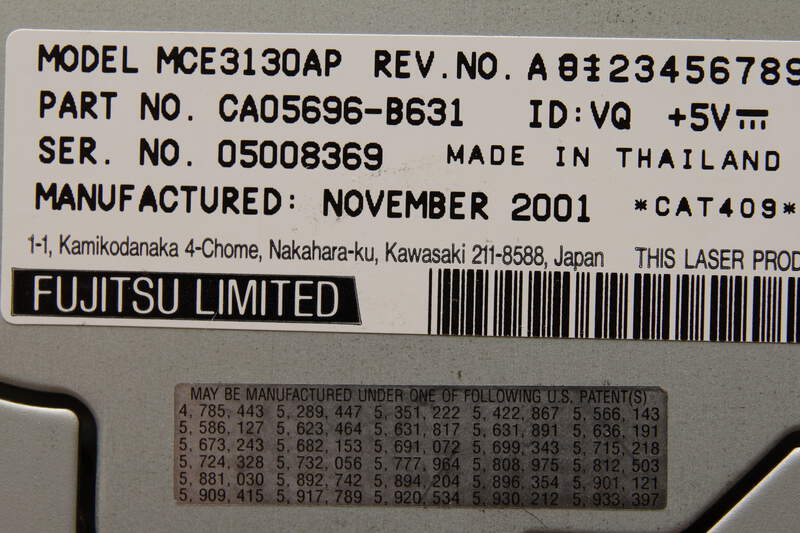 MODEL MCE3130AP REV.NO. A 8 23456789
PART NO. CA05696-B631 ID:VQ +5V
SER. NO. 05008369 MADE IN THAILAND
MANUFACTURED: NOVEMBER 2001 *CAT409*
1-1, Kamikodanaka 4-Chome, Nakahara-ku, Kawasaki 211-8588, Japan THIS LASER PROD
FUJITSU LIMITED
MAY BE MANUFACTURED UNDER ONE OF FOLLOWING U.S. PATENT(S)
4,785,443 5,289,447 5,351,222 5,422,867 5,566,143
5,586,127 5,623,464 5,631,817 5,631,891 5,636,191
5,673,243 5,682,153 5,691,072 5,699,343 5,715,218
5,724,328 5,732,056 5,777,964 5,808,975 5,812,503
5,881,030 5,892,742 5,894,204 5,896,354 5,901,121
5,909,415 5,917,789 5,920,534 5,930,212 5,933,397